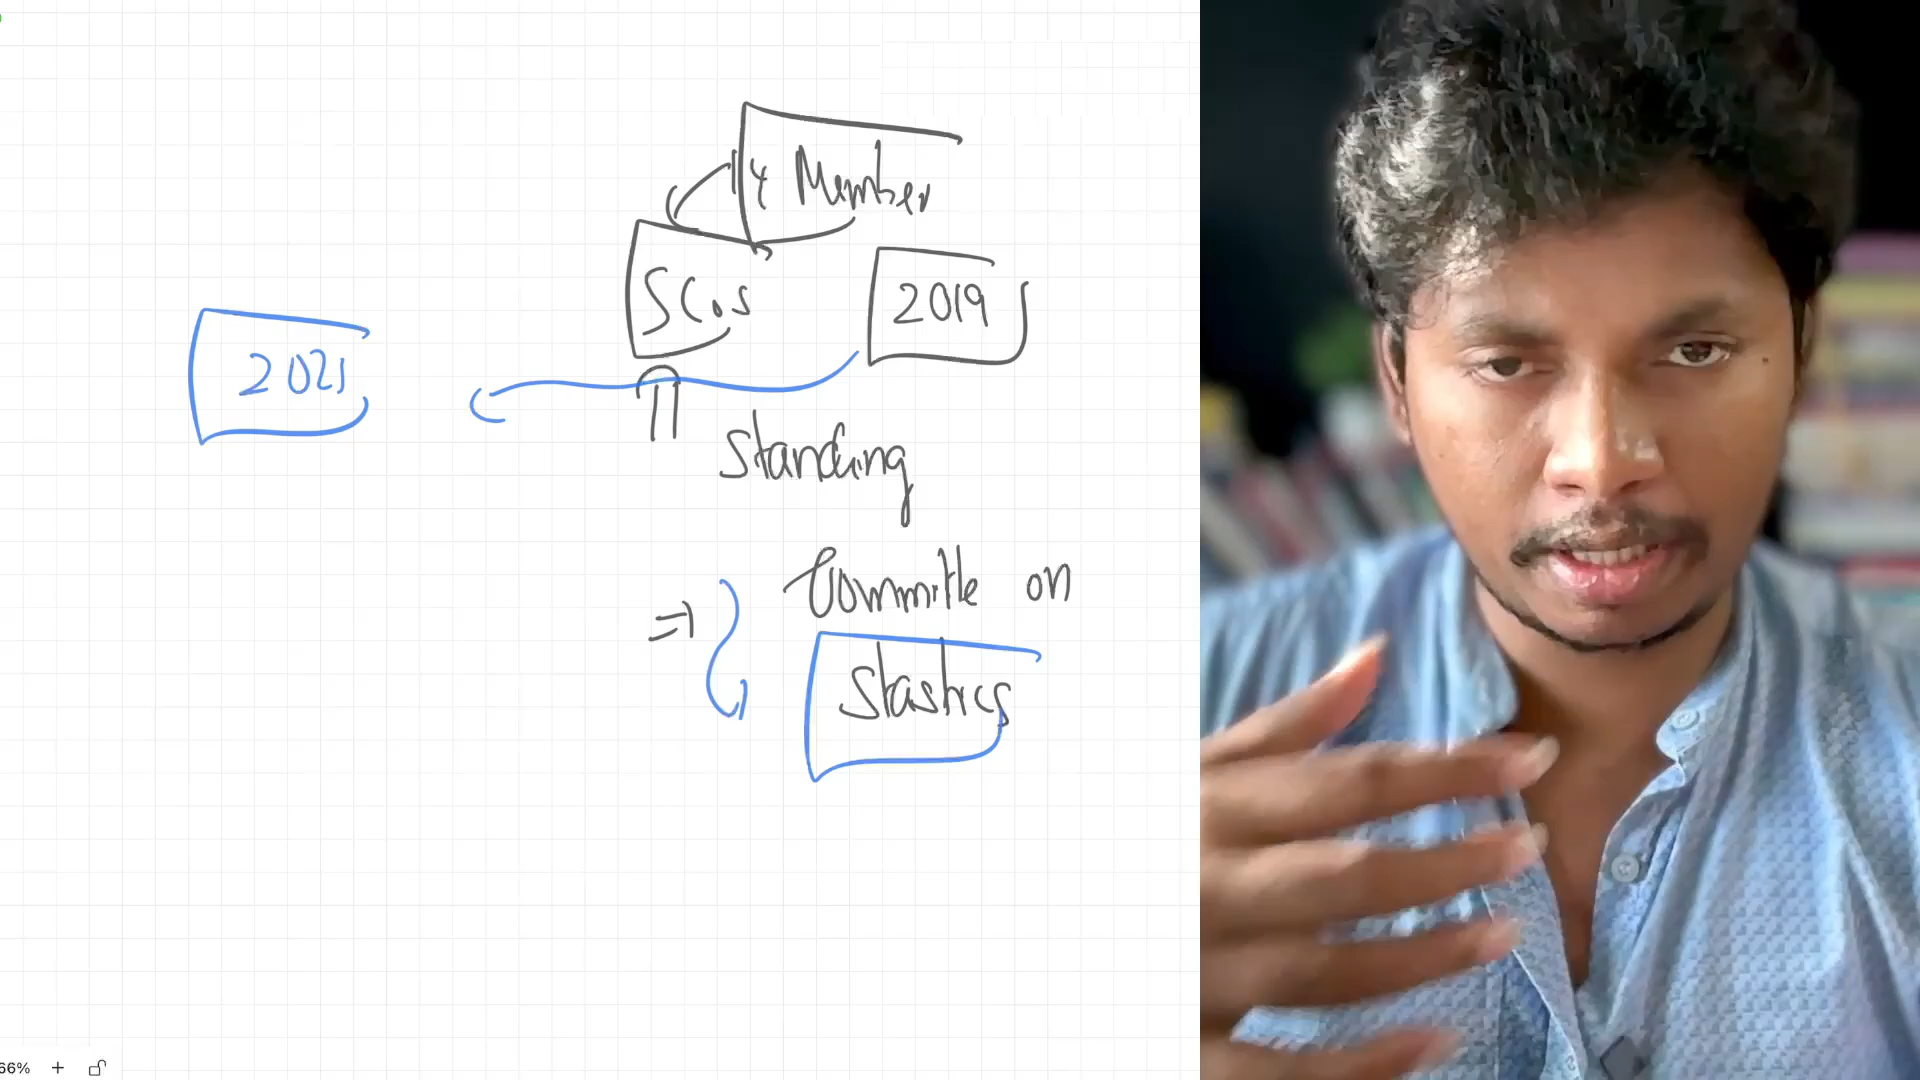 14 Member
SCoS
2019
2021
Standing
Committe on
=>
Stastics
66% +